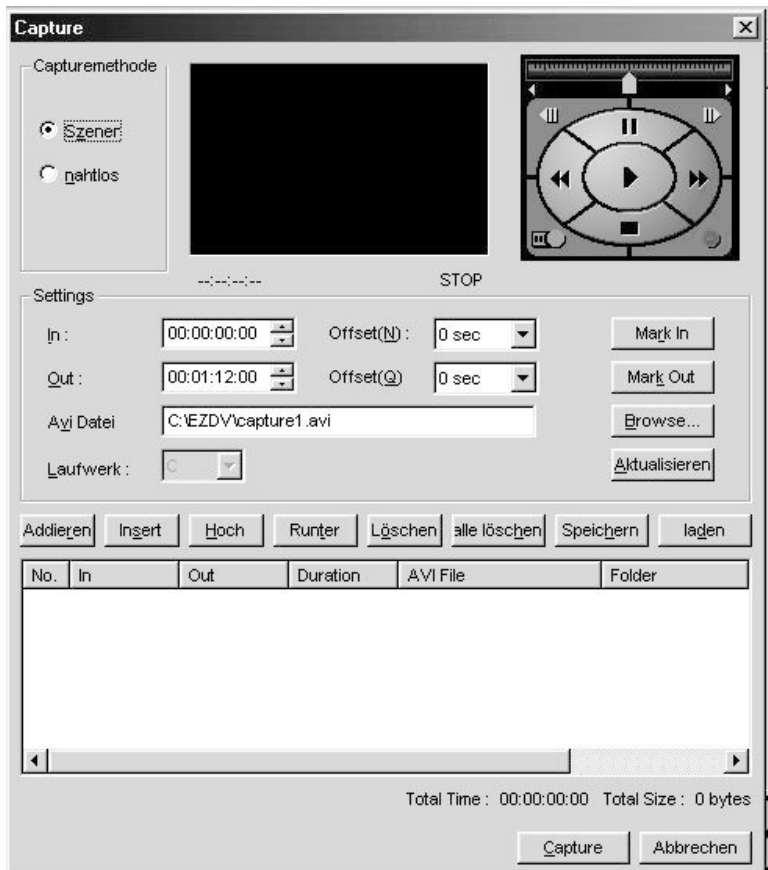 Capture
Capturemethode
Szener
nahtlos
--:--:--:-- STOP
Settings
In : 00:00:00:00 Offset(N) : 0 sec Mark In
Out : 00:01:12:00 Offset(Q) 0 sec Mark Out
Avi Datei C:\EZDV\capture1.avi Browse...
Laufwerk : C Aktualisieren
Addieren Insert Hoch Runter Löschen alle löschen Speichern laden
No. In Out Duration AVI File Folder
Total Time : 00:00:00:00 Total Size : 0 bytes
Capture Abbrechen